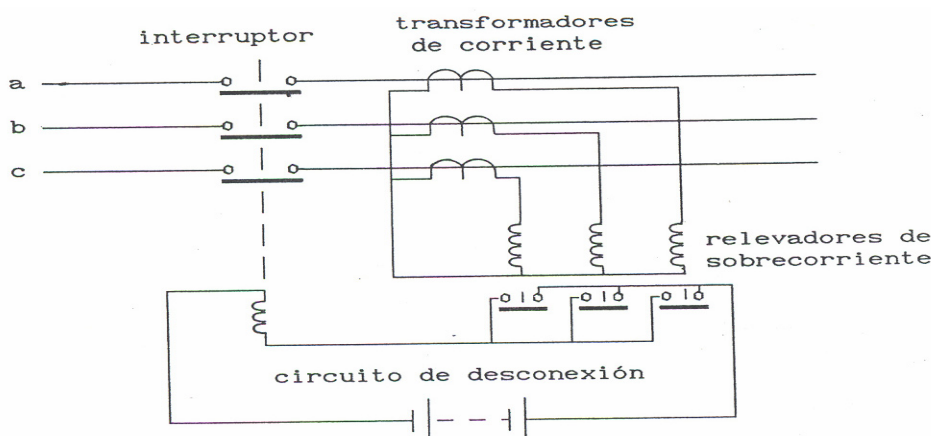 interruptor
transformadores
de corriente
a
b
c
relevadores de
sobrecorriente
circuito de desconexión